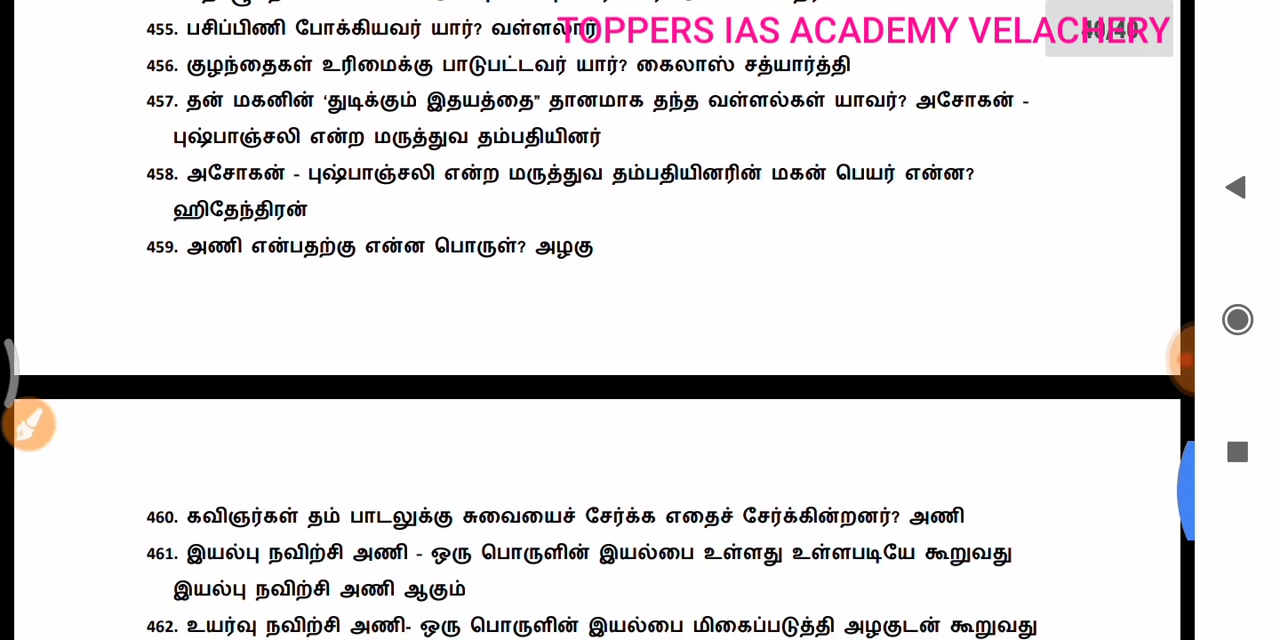 455. பசிப்பிணி போக்கியவர் யார்? வள்ளலார்
TOPPERS IAS ACADEMY VELACHERY
40/40
456. குழந்தைகள் உரிமைக்கு பாடுபட்டவர் யார்? கைலாஸ் சத்யார்த்தி
457. தன் மகனின் ‘துடிக்கும் இதயத்தை” தானமாக தந்த வள்ளல்கள் யாவர்? அசோகன் -
புஷ்பாஞ்சலி என்ற மருத்துவ தம்பதியினர்
458. அசோகன் - புஷ்பாஞ்சலி என்ற மருத்துவ தம்பதியினரின் மகன் பெயர் என்ன?
ஹிதேந்திரன்
459. அணி என்பதற்கு என்ன பொருள்? அழகு
460. கவிஞர்கள் தம் பாடலுக்கு சுவையைச் சேர்க்க எதைச் சேர்க்கின்றனர்? அணி
461. இயல்பு நவிற்சி அணி - ஒரு பொருளின் இயல்பை உள்ளது உள்ளபடியே கூறுவது
இயல்பு நவிற்சி அணி ஆகும்
462. உயர்வு நவிற்சி அணி- ஒரு பொருளின் இயல்பை மிகைப்படுத்தி அழகுடன் கூறுவது